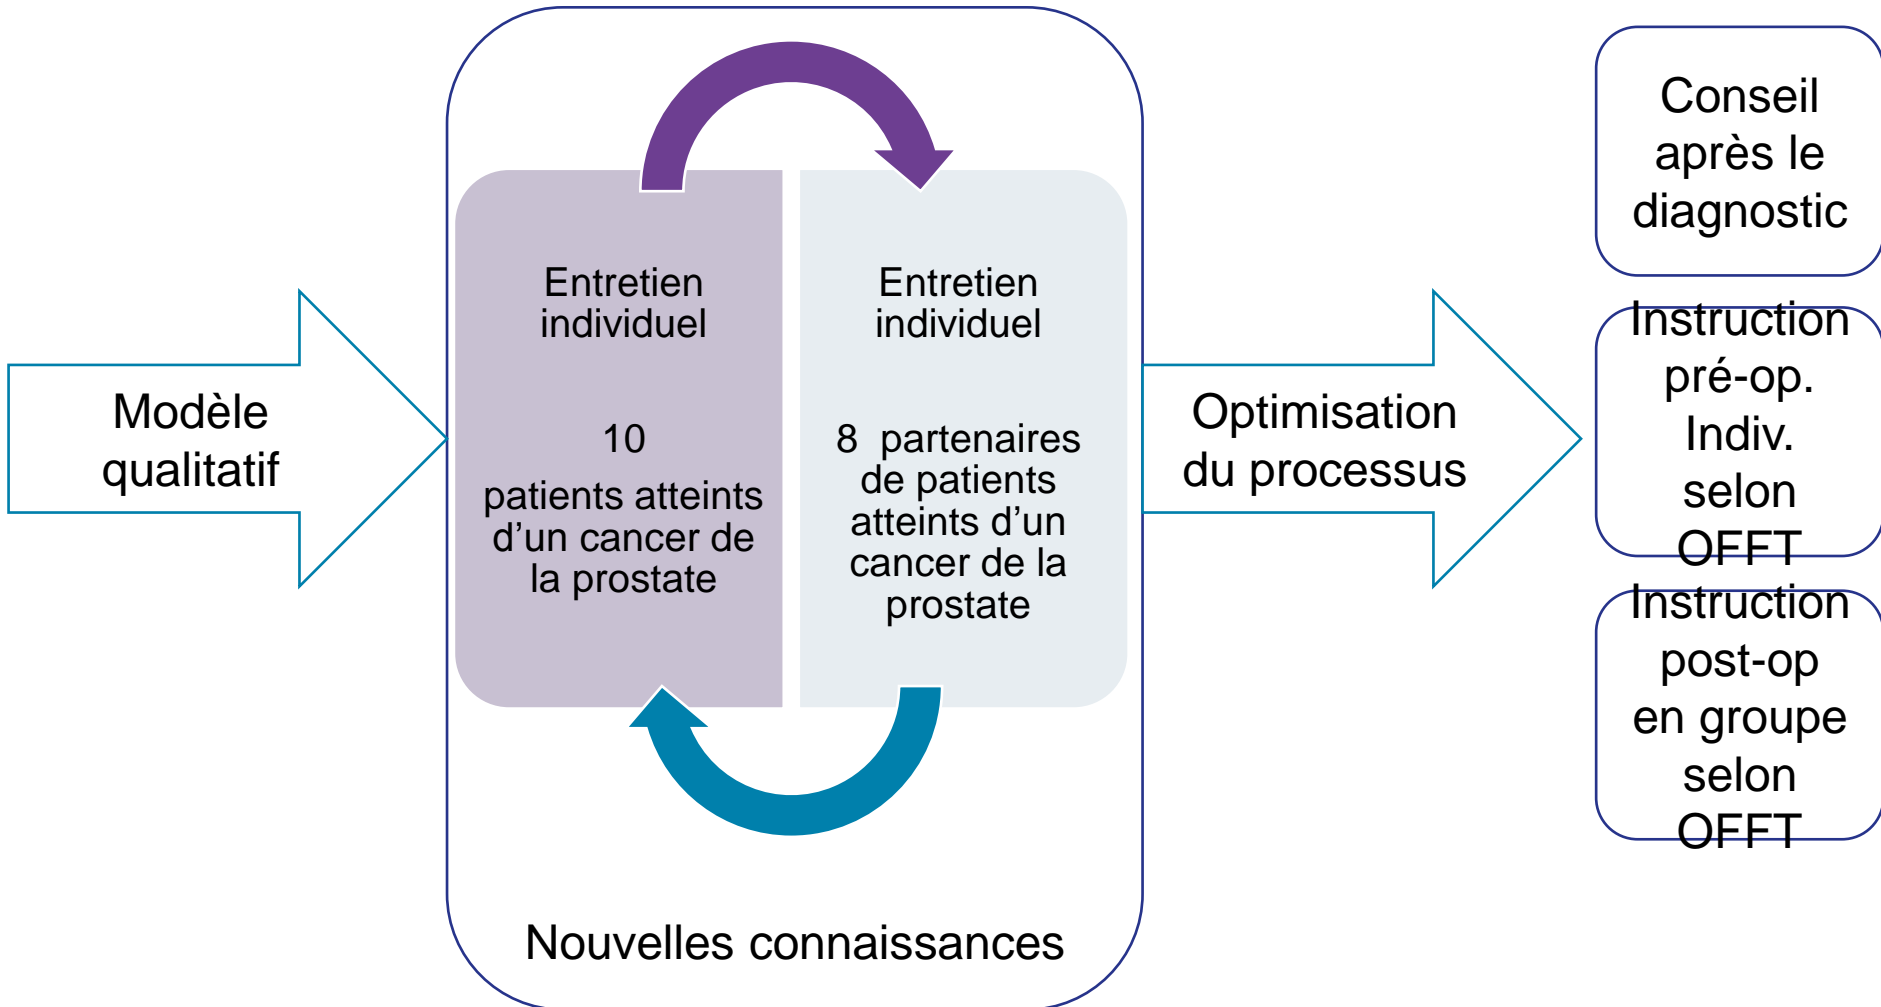 Modèle
qualitatif
Entretien
individuel
10
patients atteints
d’un cancer de
la prostate
Entretien
individuel
8  partenaires
de patients
atteints d’un
cancer de la
prostate
Nouvelles connaissances
Optimisation
du processus
Conseil
après le
diagnostic
Instruction
pré-op.
Indiv.
selon
OFFT
Instruction
post-op
en groupe
selon
OFFT